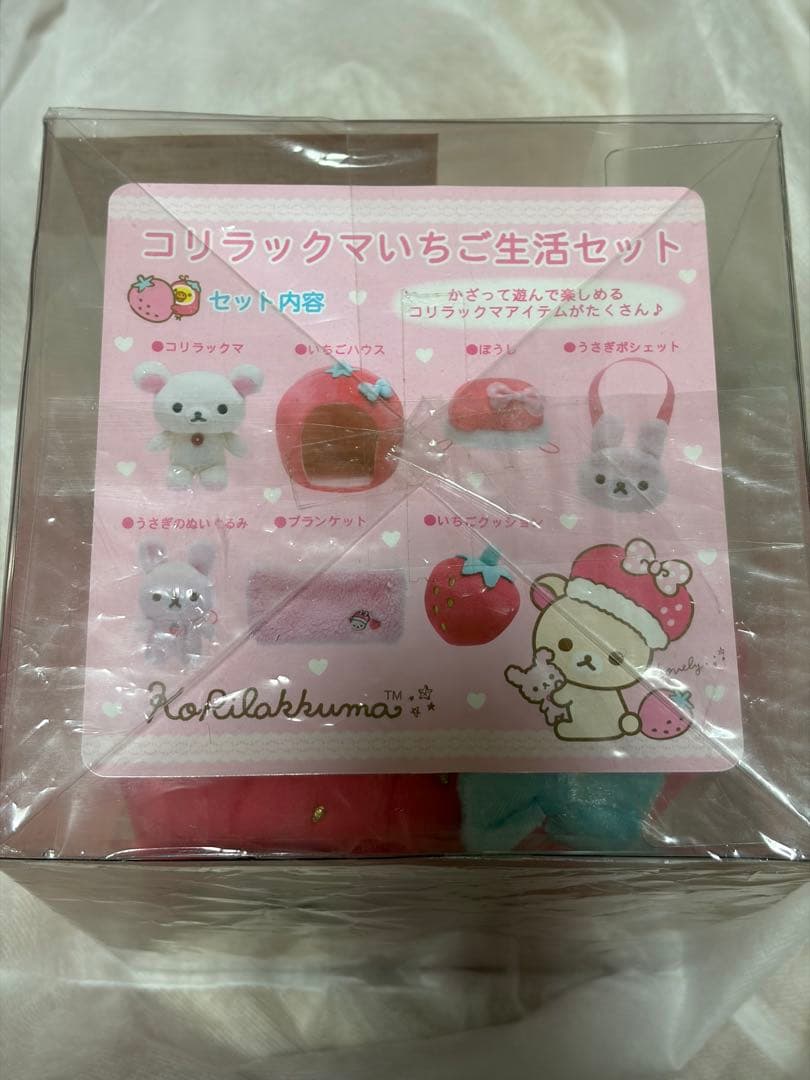 コリラックマいちご生活セット
セット内容
かざって遊んで楽しめる
コリラックマアイテムがたくさん♪
●コリラックマ
●いちごハウス
●ぼうし
●うさぎポシェット
●うさぎのぬいぐるみ
●ブランケット
●いちごクッション
Korilakkuma™